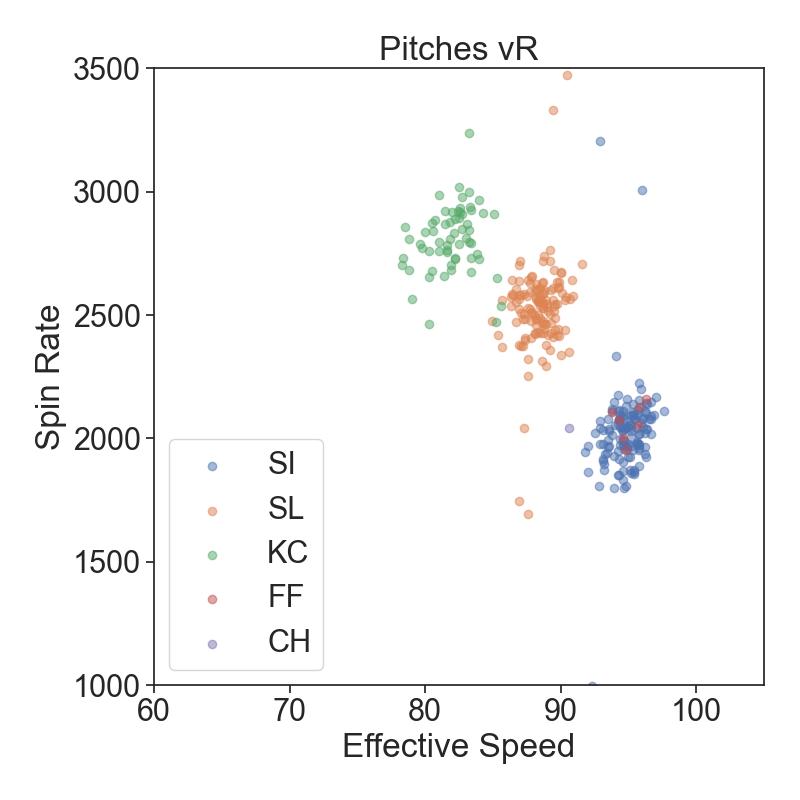 Pitches vR
3500
3000
2500
2000
1500
1000
Spin Rate
SI
SL
KC
FF
CH
60 70 80 90 100
Effective Speed